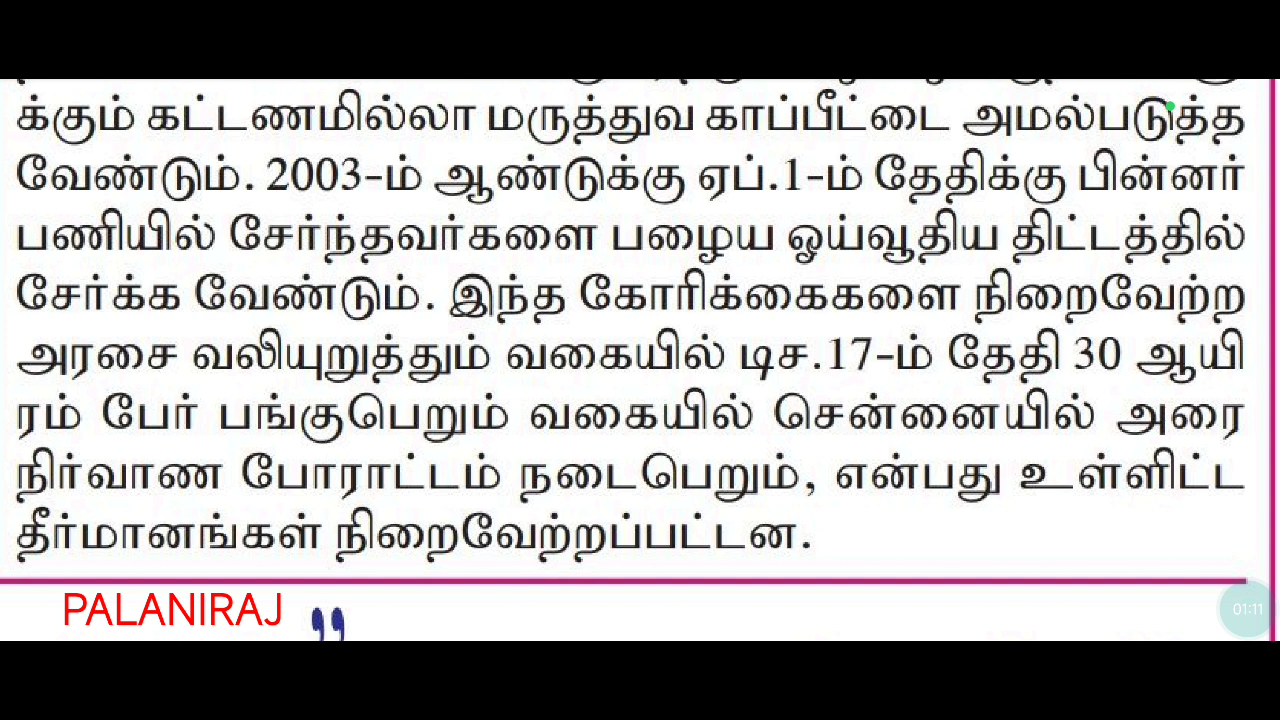 க்கும் கட்டணமில்லா மருத்துவ காப்பீட்டை அமல்படுத்த
வேண்டும். 2003-ம் ஆண்டுக்கு ஏப்.1-ம் தேதிக்கு பின்னர்
பணியில் சேர்ந்தவர்களை பழைய ஓய்வூதிய திட்டத்தில்
சேர்க்க வேண்டும். இந்த கோரிக்கைகளை நிறைவேற்ற
அரசை வலியுறுத்தும் வகையில் டிச.17-ம் தேதி 30 ஆயி
ரம் பேர் பங்குபெறும் வகையில் சென்னையில் அரை
நிர்வாண போராட்டம் நடைபெறும், என்பது உள்ளிட்ட
தீர்மானங்கள் நிறைவேற்றப்பட்டன.
PALANIRAJ
01:11